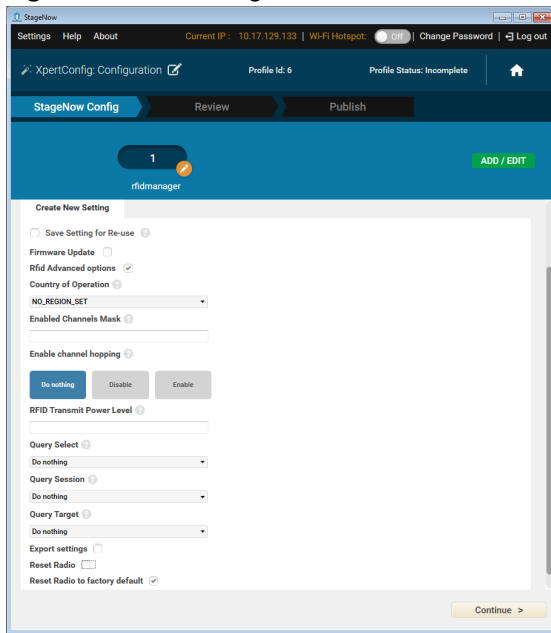 StageNow
Settings Help About Current IP : 10.17.129.133 | Wi-Fi Hotspot: Off | Change Password | Log out
XpertConfig: Configuration Profile Id: 6 Profile Status: Incomplete
StageNow Config Review Publish
1
ADD / EDIT
rfidmanager
Create New Setting
Save Setting for Re-use ?
Firmware Update
Rfid Advanced options
Country of Operation ?
NO_REGION_SET
Enabled Channels Mask ?
Enable channel hopping ?
Do nothing Disable Enable
RFID Transmit Power Level ?
Query Select ?
Do nothing
Query Session ?
Do nothing
Query Target ?
Do nothing
Export settings
Reset Radio
Reset Radio to factory default
Continue >